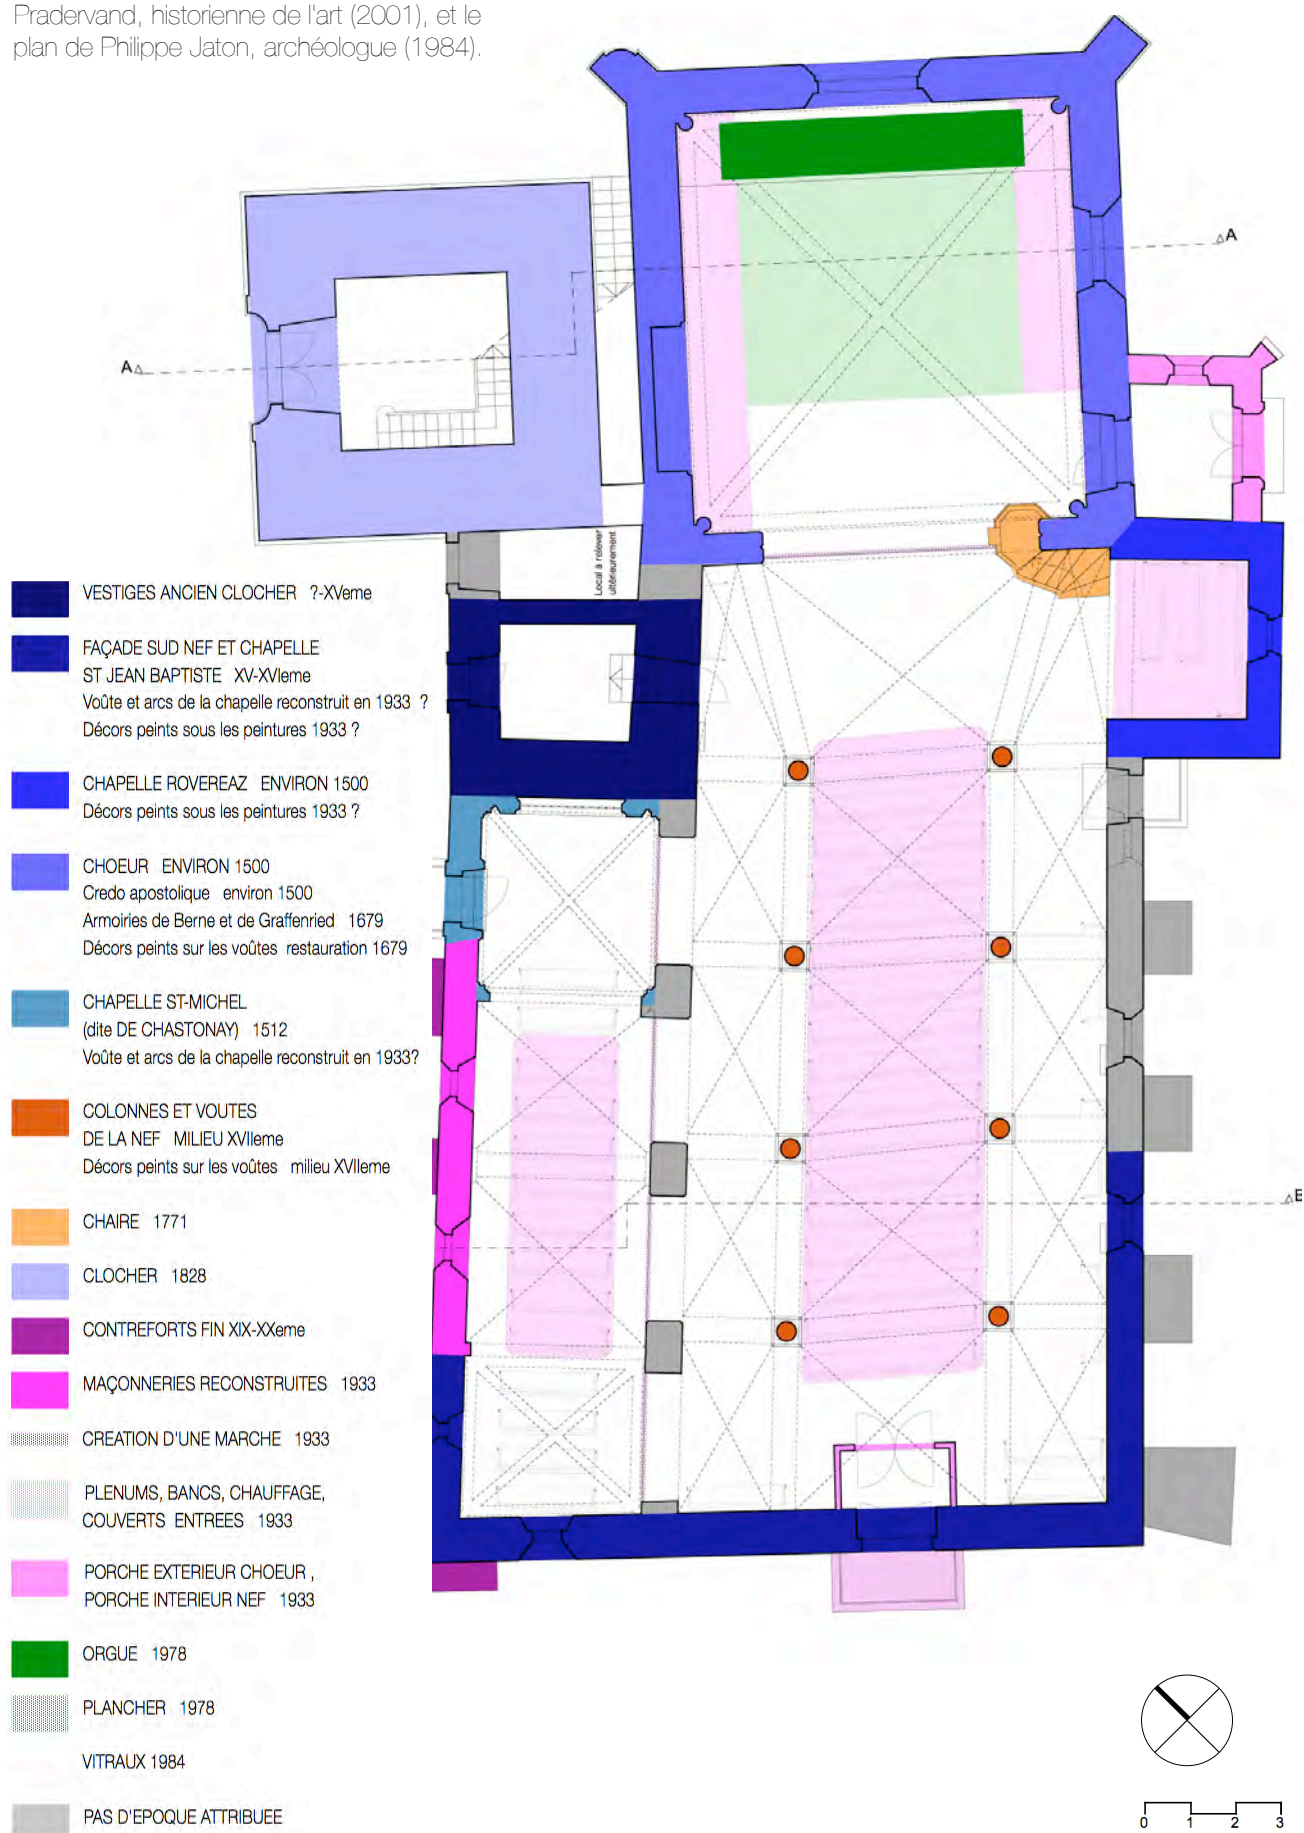 Pradervand, historienne de l'art (2001), et le
plan de Philippe Jaton, archéologue (1984).
A
A
Local à relever
ultérieurement
VESTIGES ANCIEN CLOCHER ?-XVeme
FAÇADE SUD NEF ET CHAPELLE
ST JEAN BAPTISTE XV-XVIeme
Voûte et arcs de la chapelle reconstruit en 1933 ?
Décors peints sous les peintures 1933 ?
CHAPELLE ROVEREAZ ENVIRON 1500
Décors peints sous les peintures 1933 ?
CHOEUR ENVIRON 1500
Credo apostolique environ 1500
Armoiries de Berne et de Graffenried 1679
Décors peints sur les voûtes restauration 1679
CHAPELLE ST-MICHEL
(dite DE CHASTONAY) 1512
Voûte et arcs de la chapelle reconstruit en 1933?
COLONNES ET VOUTES
DE LA NEF MILIEU XVIIeme
Décors peints sur les voûtes milieu XVIIeme
B
CHAIRE 1771
CLOCHER 1828
CONTREFORTS FIN XIX-XXeme
MAÇONNERIES RECONSTRUITES 1933
CREATION D'UNE MARCHE 1933
PLENUMS, BANCS, CHAUFFAGE,
COUVERTS ENTREES 1933
PORCHE EXTERIEUR CHOEUR ,
PORCHE INTERIEUR NEF 1933
ORGUE 1978
PLANCHER 1978
VITRAUX 1984
PAS D'EPOQUE ATTRIBUEE
0 1 2 3